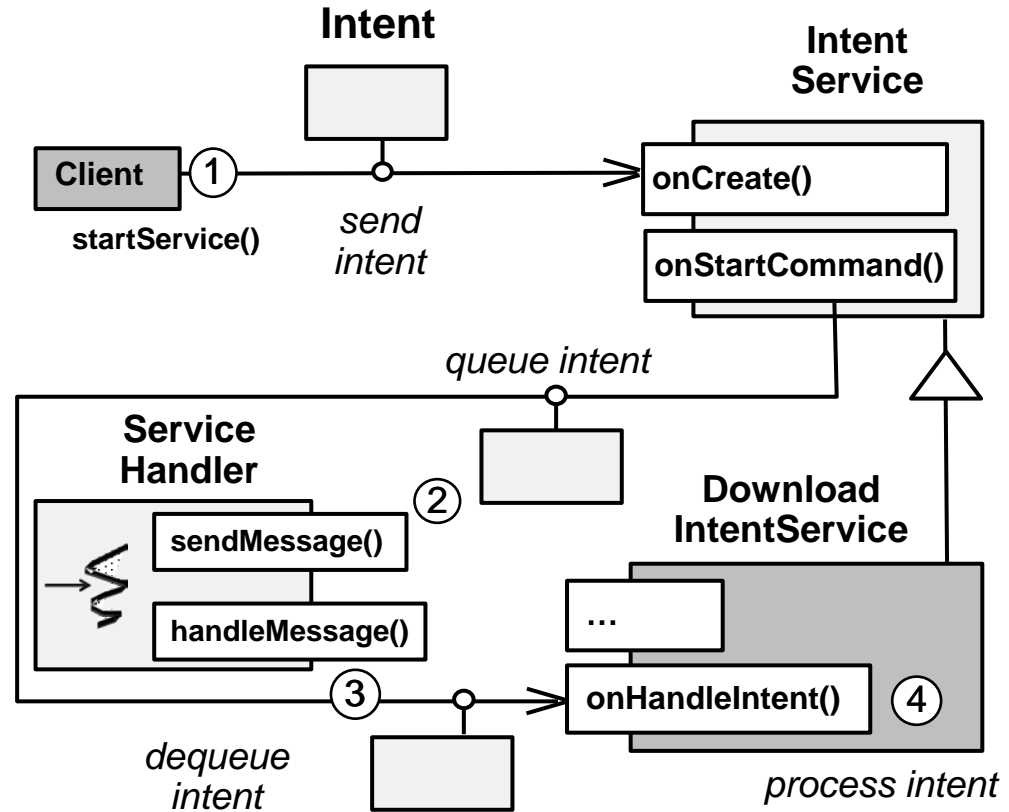 Intent
Intent
Service
Client
1
onCreate()
startService()
send
intent
onStartCommand()
queue intent
Service
Handler
2
Download
IntentService
sendMessage()
handleMessage()
...
3
onHandleIntent()
4
dequeue
intent
process intent